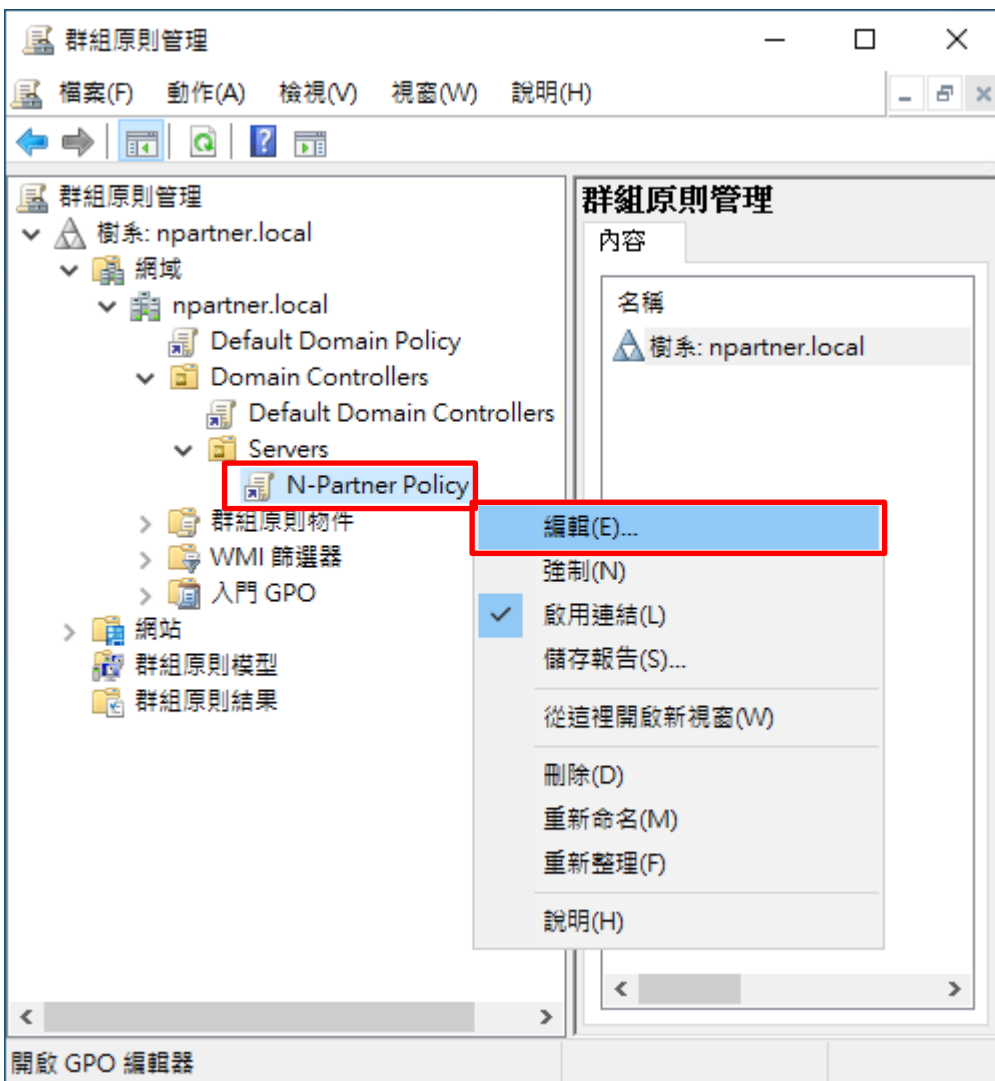 群組原則管理
檔案(F) 動作(A) 檢視(V) 視窗(W) 說明(H)
群組原則管理
樹系: npartner.local
網域
npartner.local
Default Domain Policy
Domain Controllers
Default Domain Controllers
Servers
N-Partner Policy
群組原則物件
WMI 篩選器
入門 GPO
網站
群組原則模型
群組原則結果
群組原則管理
內容
名稱
樹系: npartner.local
編輯(E)...
強制(N)
啟用連結(L)
儲存報告(S)...
從這裡開啟新視窗(W)
刪除(D)
重新命名(M)
重新整理(F)
說明(H)
開啟 GPO 編輯器